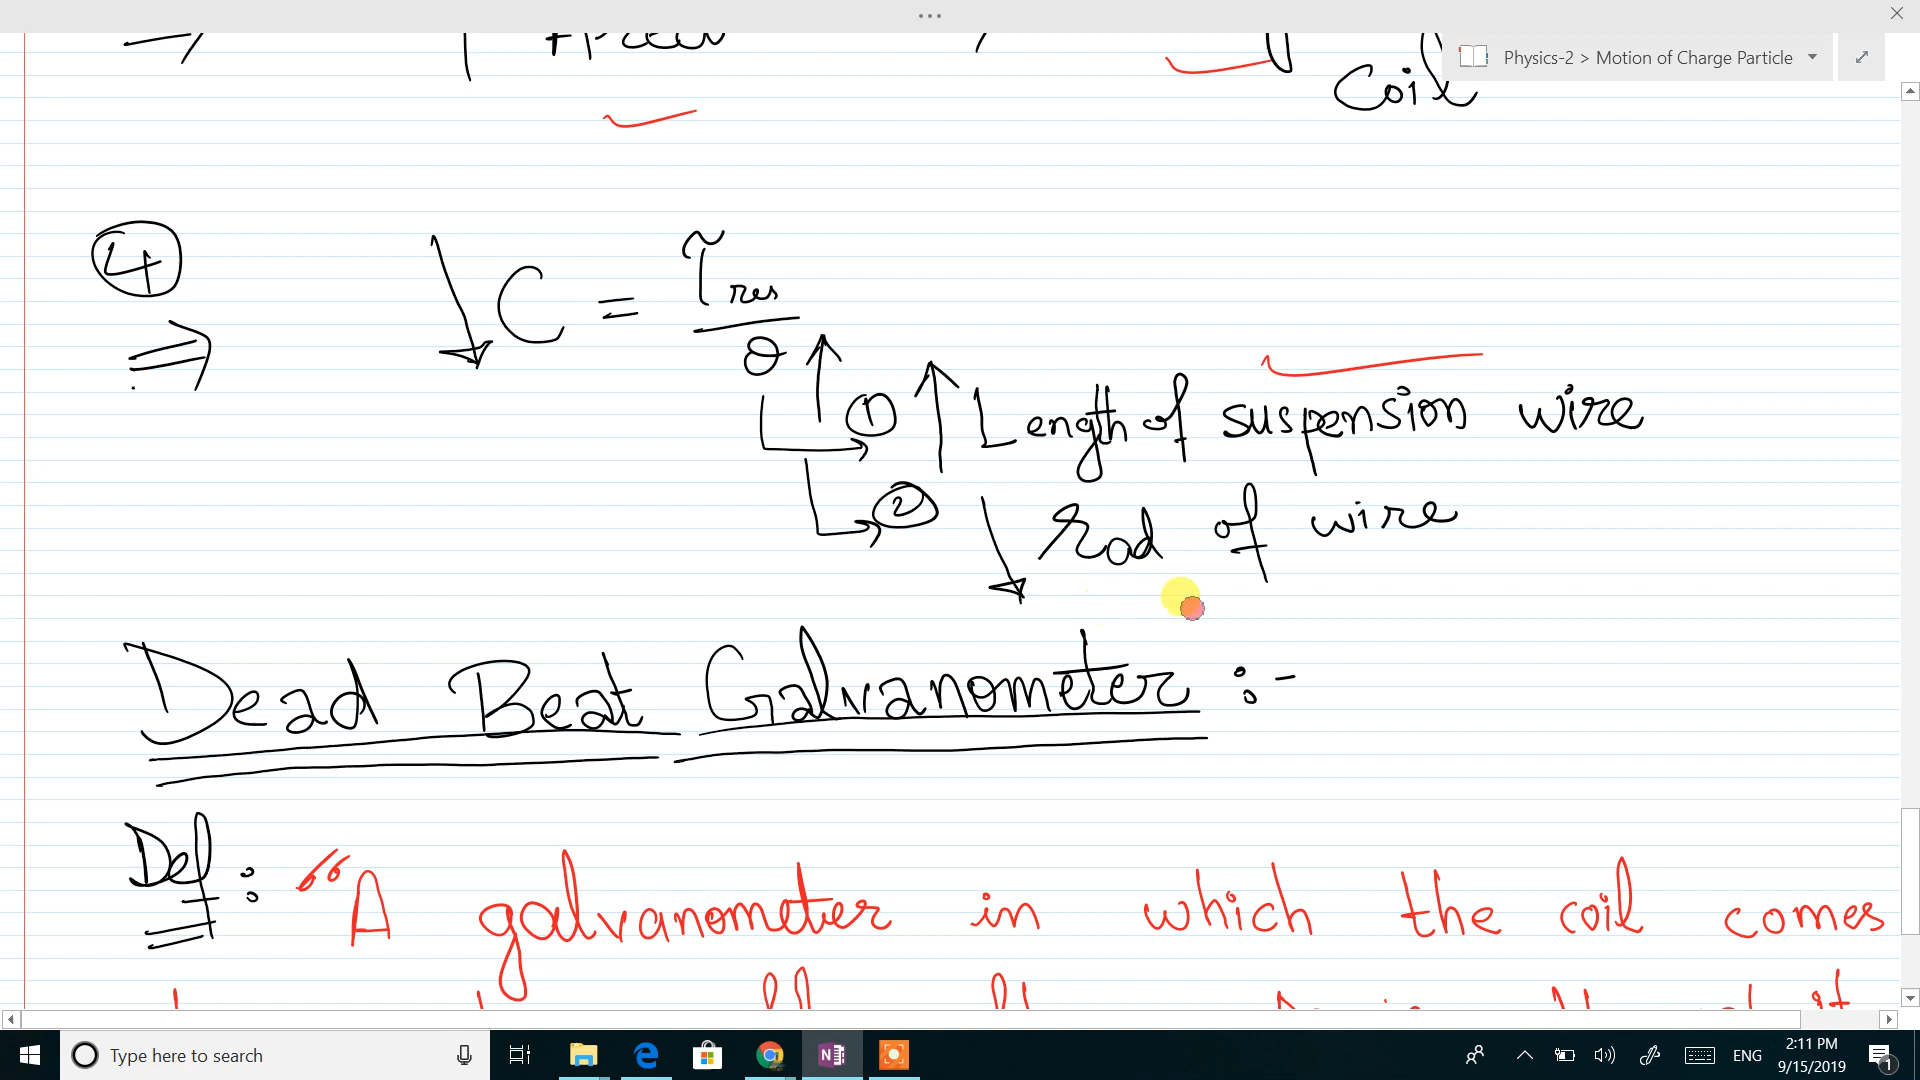 Physics-2 > Motion of Charge Particle
Coil
④
⇒ ↓ C = τres / θ ↑
① ↑ Length of suspension wire
② ↓ rad of wire
Dead Beat Galvanometer :-
Def : “A galvanometer in which the coil comes
Type here to search
ENG
2:11 PM
9/15/2019
1